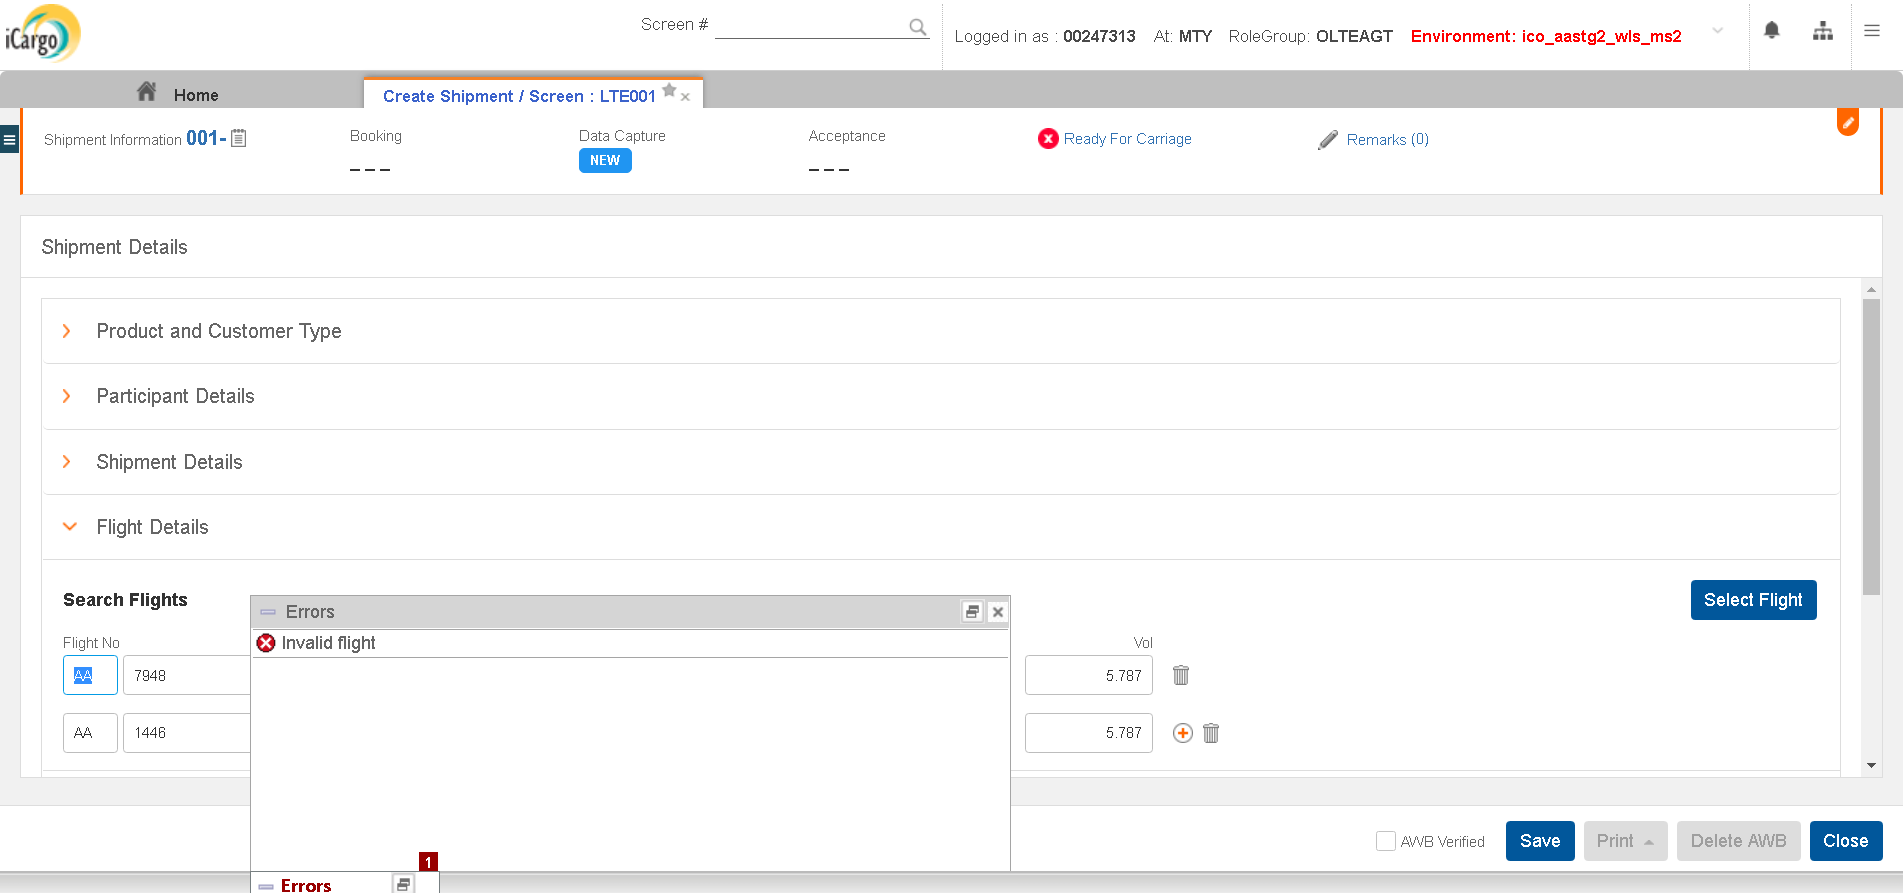 iCargo
Screen #
Logged in as : 00247313 At: MTY RoleGroup: OLTEAGT Environment: ico_aastg2_wls_ms2
Home
Create Shipment / Screen : LTE001
Shipment Information 001-
Booking
Data Capture
Acceptance
Ready For Carriage
Remarks (0)
---
NEW
---
Shipment Details
Product and Customer Type
Participant Details
Shipment Details
Flight Details
Search Flights
Select Flight
Errors
Invalid flight
Flight No
Vol
AA 7948 5.787
AA 1446 5.787
AWB Verified
Save
Print
Delete AWB
Close
1
Errors